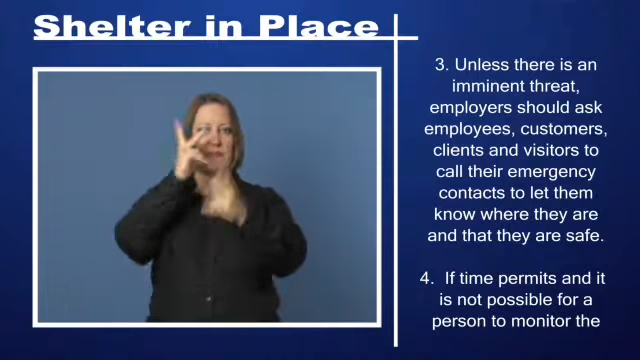 Shelter in Place
3. Unless there is an
imminent threat,
employers should ask
employees, customers,
clients and visitors to
call their emergency
contacts to let them
know where they are
and that they are safe.
4. If time permits and it
is not possible for a
person to monitor the